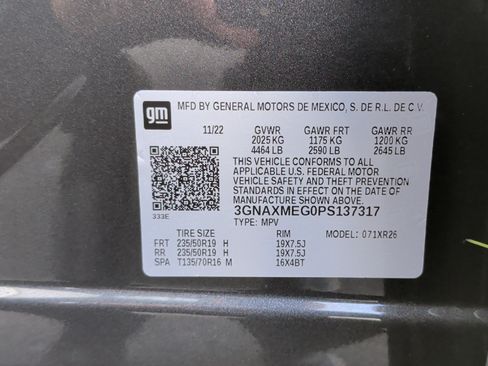 gm
MFD BY GENERAL MOTORS DE MEXICO, S. DE R.L. DE C.V.
11/22 GVWR GAWR FRT GAWR RR
2025 KG 1175 KG 1200 KG
4464 LB 2590 LB 2645 LB
THIS VEHICLE CONFORMS TO ALL
APPLICABLE U.S. FEDERAL MOTOR
VEHICLE SAFETY AND THEFT PREVENTION
STANDARDS IN EFFECT ON THE DATE OF
MANUFACTURE SHOWN ABOVE.
3GNAXMEG0PS137317
333E
TYPE: MPV
TIRE SIZE RIM MODEL: 071XR26
FRT 235/50R19 H 19X7.5J
RR 235/50R19 H 19X7.5J
SPA T135/70R16 M 16X4BT